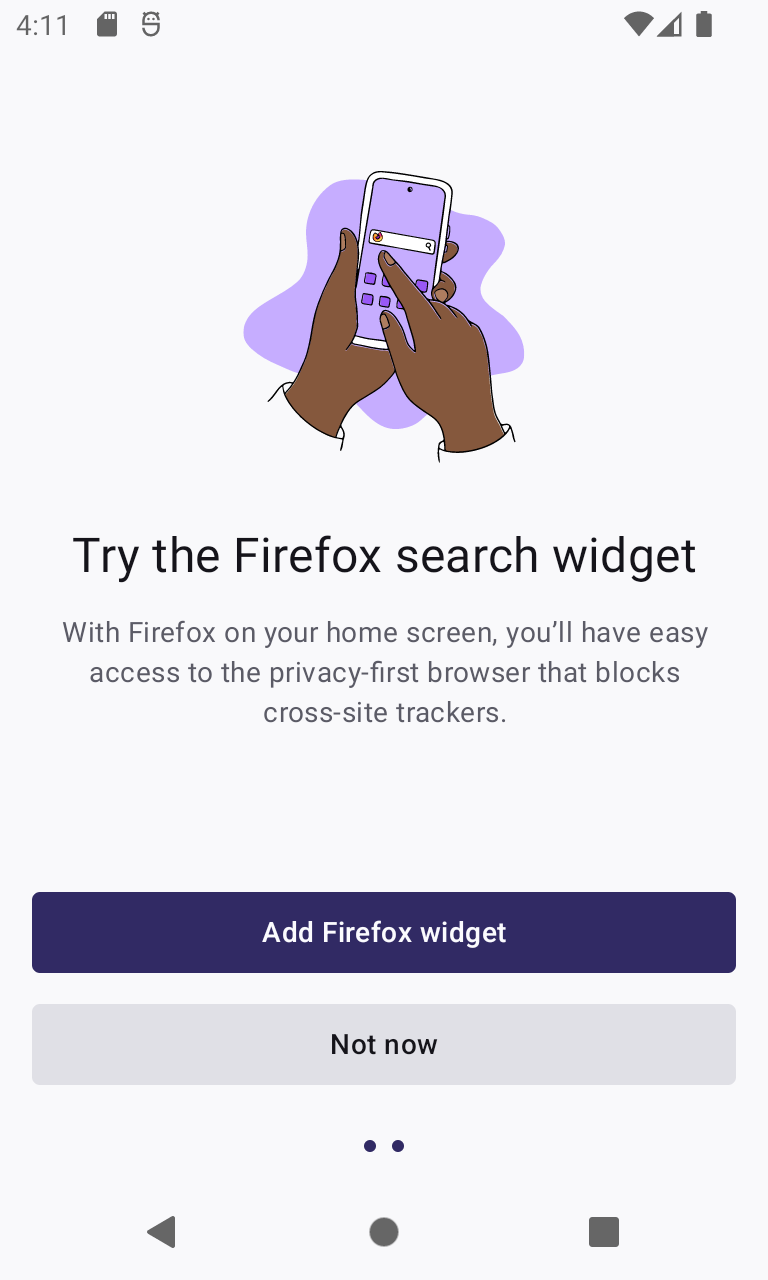 4:11
Try the Firefox search widget
With Firefox on your home screen, you’ll have easy
access to the privacy-first browser that blocks
cross-site trackers.
Add Firefox widget
Not now